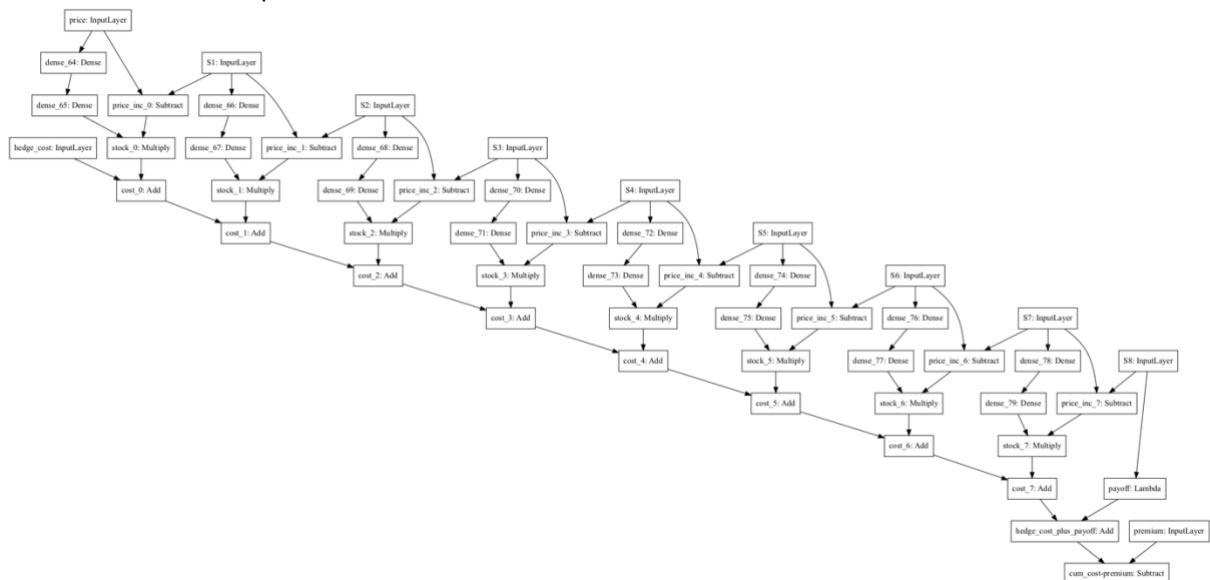 price: InputLayer
dense_64: Dense
S1: InputLayer
dense_65: Dense
price_inc_0: Subtract
dense_66: Dense
S2: InputLayer
hedge_cost: InputLayer
stock_0: Multiply
dense_67: Dense
price_inc_1: Subtract
dense_68: Dense
S3: InputLayer
cost_0: Add
stock_1: Multiply
dense_69: Dense
price_inc_2: Subtract
dense_70: Dense
S4: InputLayer
cost_1: Add
stock_2: Multiply
dense_71: Dense
price_inc_3: Subtract
dense_72: Dense
S5: InputLayer
cost_2: Add
stock_3: Multiply
dense_73: Dense
price_inc_4: Subtract
dense_74: Dense
S6: InputLayer
cost_3: Add
stock_4: Multiply
dense_75: Dense
price_inc_5: Subtract
dense_76: Dense
S7: InputLayer
cost_4: Add
stock_5: Multiply
dense_77: Dense
price_inc_6: Subtract
dense_78: Dense
S8: InputLayer
cost_5: Add
stock_6: Multiply
dense_79: Dense
price_inc_7: Subtract
cost_6: Add
stock_7: Multiply
cost_7: Add
payoff: Lambda
hedge_cost_plus_payoff: Add
premium: InputLayer
cum_cost-premium: Subtract